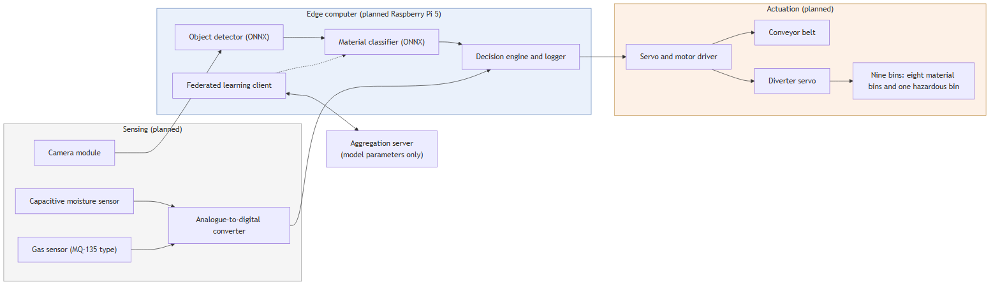 Edge computer (planned Raspberry Pi 5)
Object detector (ONNX)
Material classifier (ONNX)
Decision engine and logger
Federated learning client
Actuation (planned)
Servo and motor driver
Conveyor belt
Diverter servo
Nine bins: eight material
bins and one hazardous bin
Sensing (planned)
Camera module
Capacitive moisture sensor
Gas sensor (MQ-135 type)
Analogue-to-digital
converter
Aggregation server
(model parameters only)